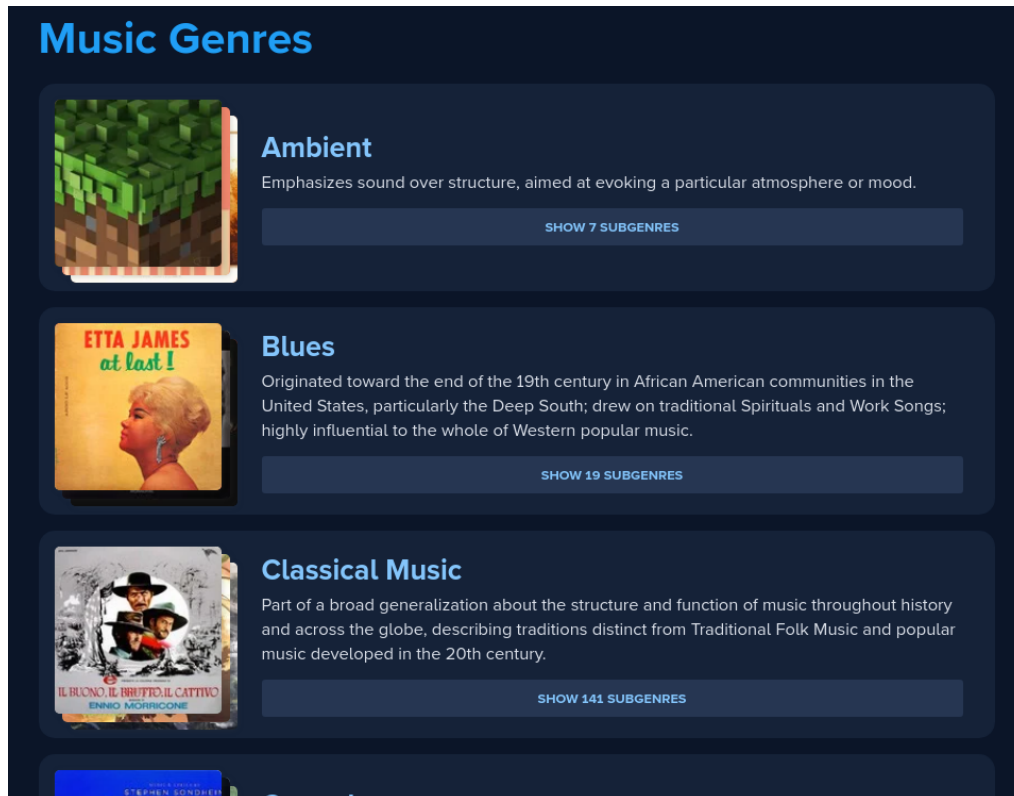 Music Genres
Ambient
Emphasizes sound over structure, aimed at evoking a particular atmosphere or mood.
SHOW 7 SUBGENRES
ETTA JAMES
at last!
Blues
Originated toward the end of the 19th century in African American communities in the
United States, particularly the Deep South; drew on traditional Spirituals and Work Songs;
highly influential to the whole of Western popular music.
SHOW 19 SUBGENRES
IL BUONO, IL BRUTTO, IL CATTIVO
ENNIO MORRICONE
Classical Music
Part of a broad generalization about the structure and function of music throughout history
and across the globe, describing traditions distinct from Traditional Folk Music and popular
music developed in the 20th century.
SHOW 141 SUBGENRES
STEPHEN SONDHEIM